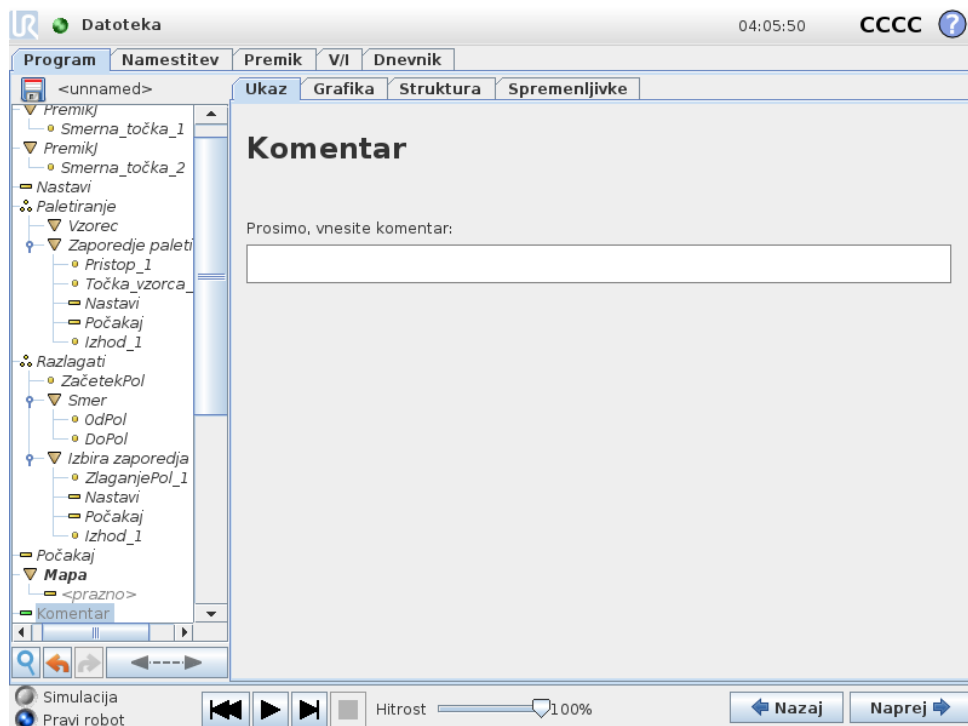 UR Datoteka 04:05:50 CCCC ?
Program Namestitev Premik V/I Dnevnik
<unnamed>
Ukaz Grafika Struktura Spremenljivke
PremikJ
Smerna_točka_1
PremikJ
Smerna_točka_2
Nastavi
Paletiranje
Vzorec
Zaporedje paleti
Pristop_1
Točka_vzorca_
Nastavi
Počakaj
Izhod_1
Razlagati
ZačetekPol
Smer
OdPol
DoPol
Izbira zaporedja
ZlaganjePol_1
Nastavi
Počakaj
Izhod_1
Počakaj
Mapa
<prazno>
Komentar
Komentar
Prosimo, vnesite komentar:
Simulacija
Pravi robot
Hitrost 100%
Nazaj Naprej